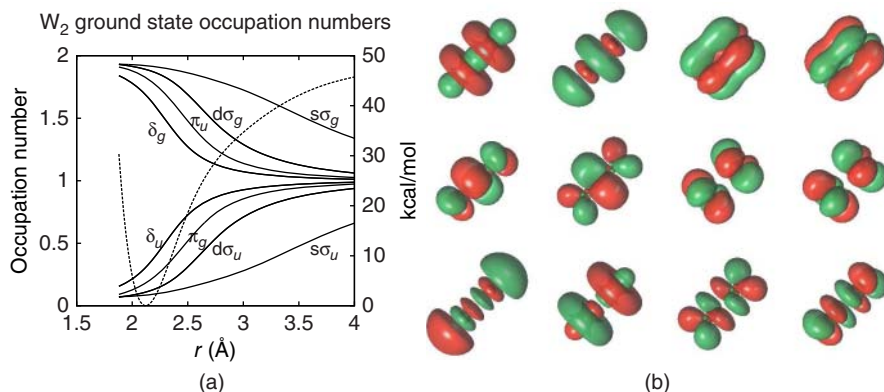 W₂ ground state occupation numbers
2
1.5
1
0.5
0
Occupation number
50
40
30
20
10
0
kcal/mol
δg
πu
dσg
sσg
δu
πg
dσu
sσu
1.5
2
2.5
3
3.5
4
r (Å)
(a)
(b)